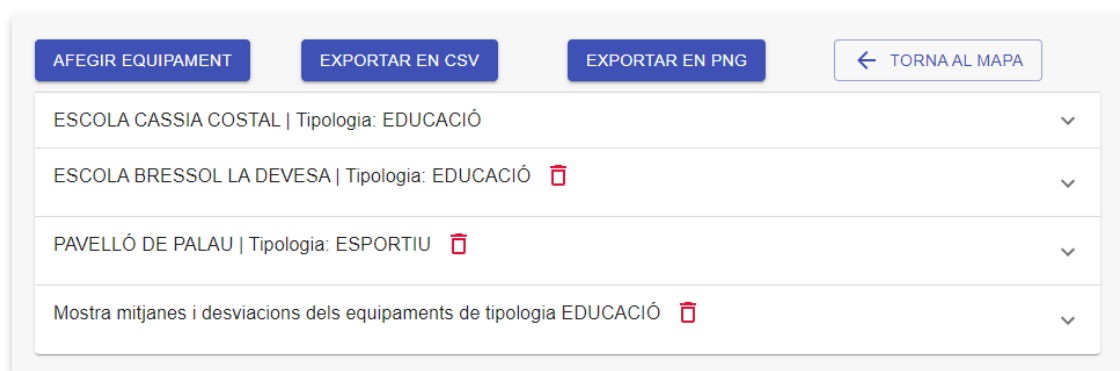 AFEGIR EQUIPAMENT EXPORTAR EN CSV EXPORTAR EN PNG TORNA AL MAPA
ESCOLA CASSIA COSTAL | Tipologia: EDUCACIÓ
ESCOLA BRESSOL LA DEVESA | Tipologia: EDUCACIÓ
PAVELLÓ DE PALAU | Tipologia: ESPORTIU
Mostra mitjanes i desviacions dels equipaments de tipologia EDUCACIÓ